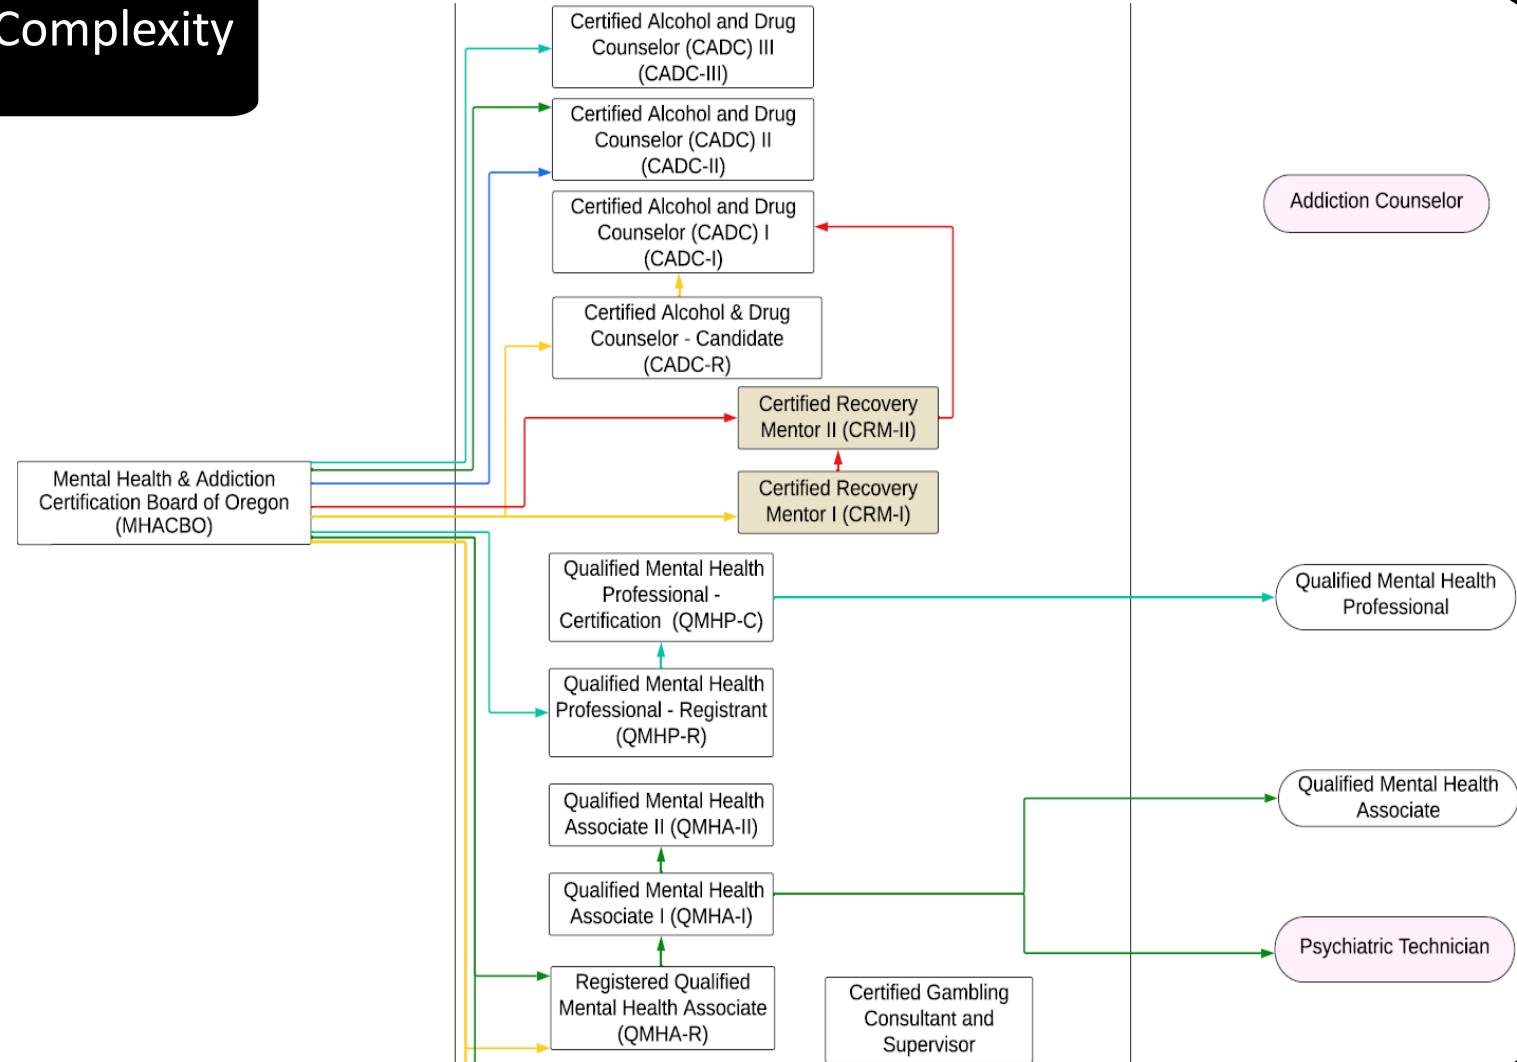 Complexity
Certified Alcohol and Drug
Counselor (CADC) III
(CADC-III)
Certified Alcohol and Drug
Counselor (CADC) II
(CADC-II)
Certified Alcohol and Drug
Counselor (CADC) I
(CADC-I)
Certified Alcohol & Drug
Counselor - Candidate
(CADC-R)
Certified Recovery
Mentor II (CRM-II)
Certified Recovery
Mentor I (CRM-I)
Mental Health & Addiction
Certification Board of Oregon
(MHACBO)
Qualified Mental Health
Professional -
Certification (QMHP-C)
Qualified Mental Health
Professional - Registrant
(QMHP-R)
Qualified Mental Health
Associate II (QMHA-II)
Qualified Mental Health
Associate I (QMHA-I)
Registered Qualified
Mental Health Associate
(QMHA-R)
Certified Gambling
Consultant and
Supervisor
Addiction Counselor
Qualified Mental Health
Professional
Qualified Mental Health
Associate
Psychiatric Technician